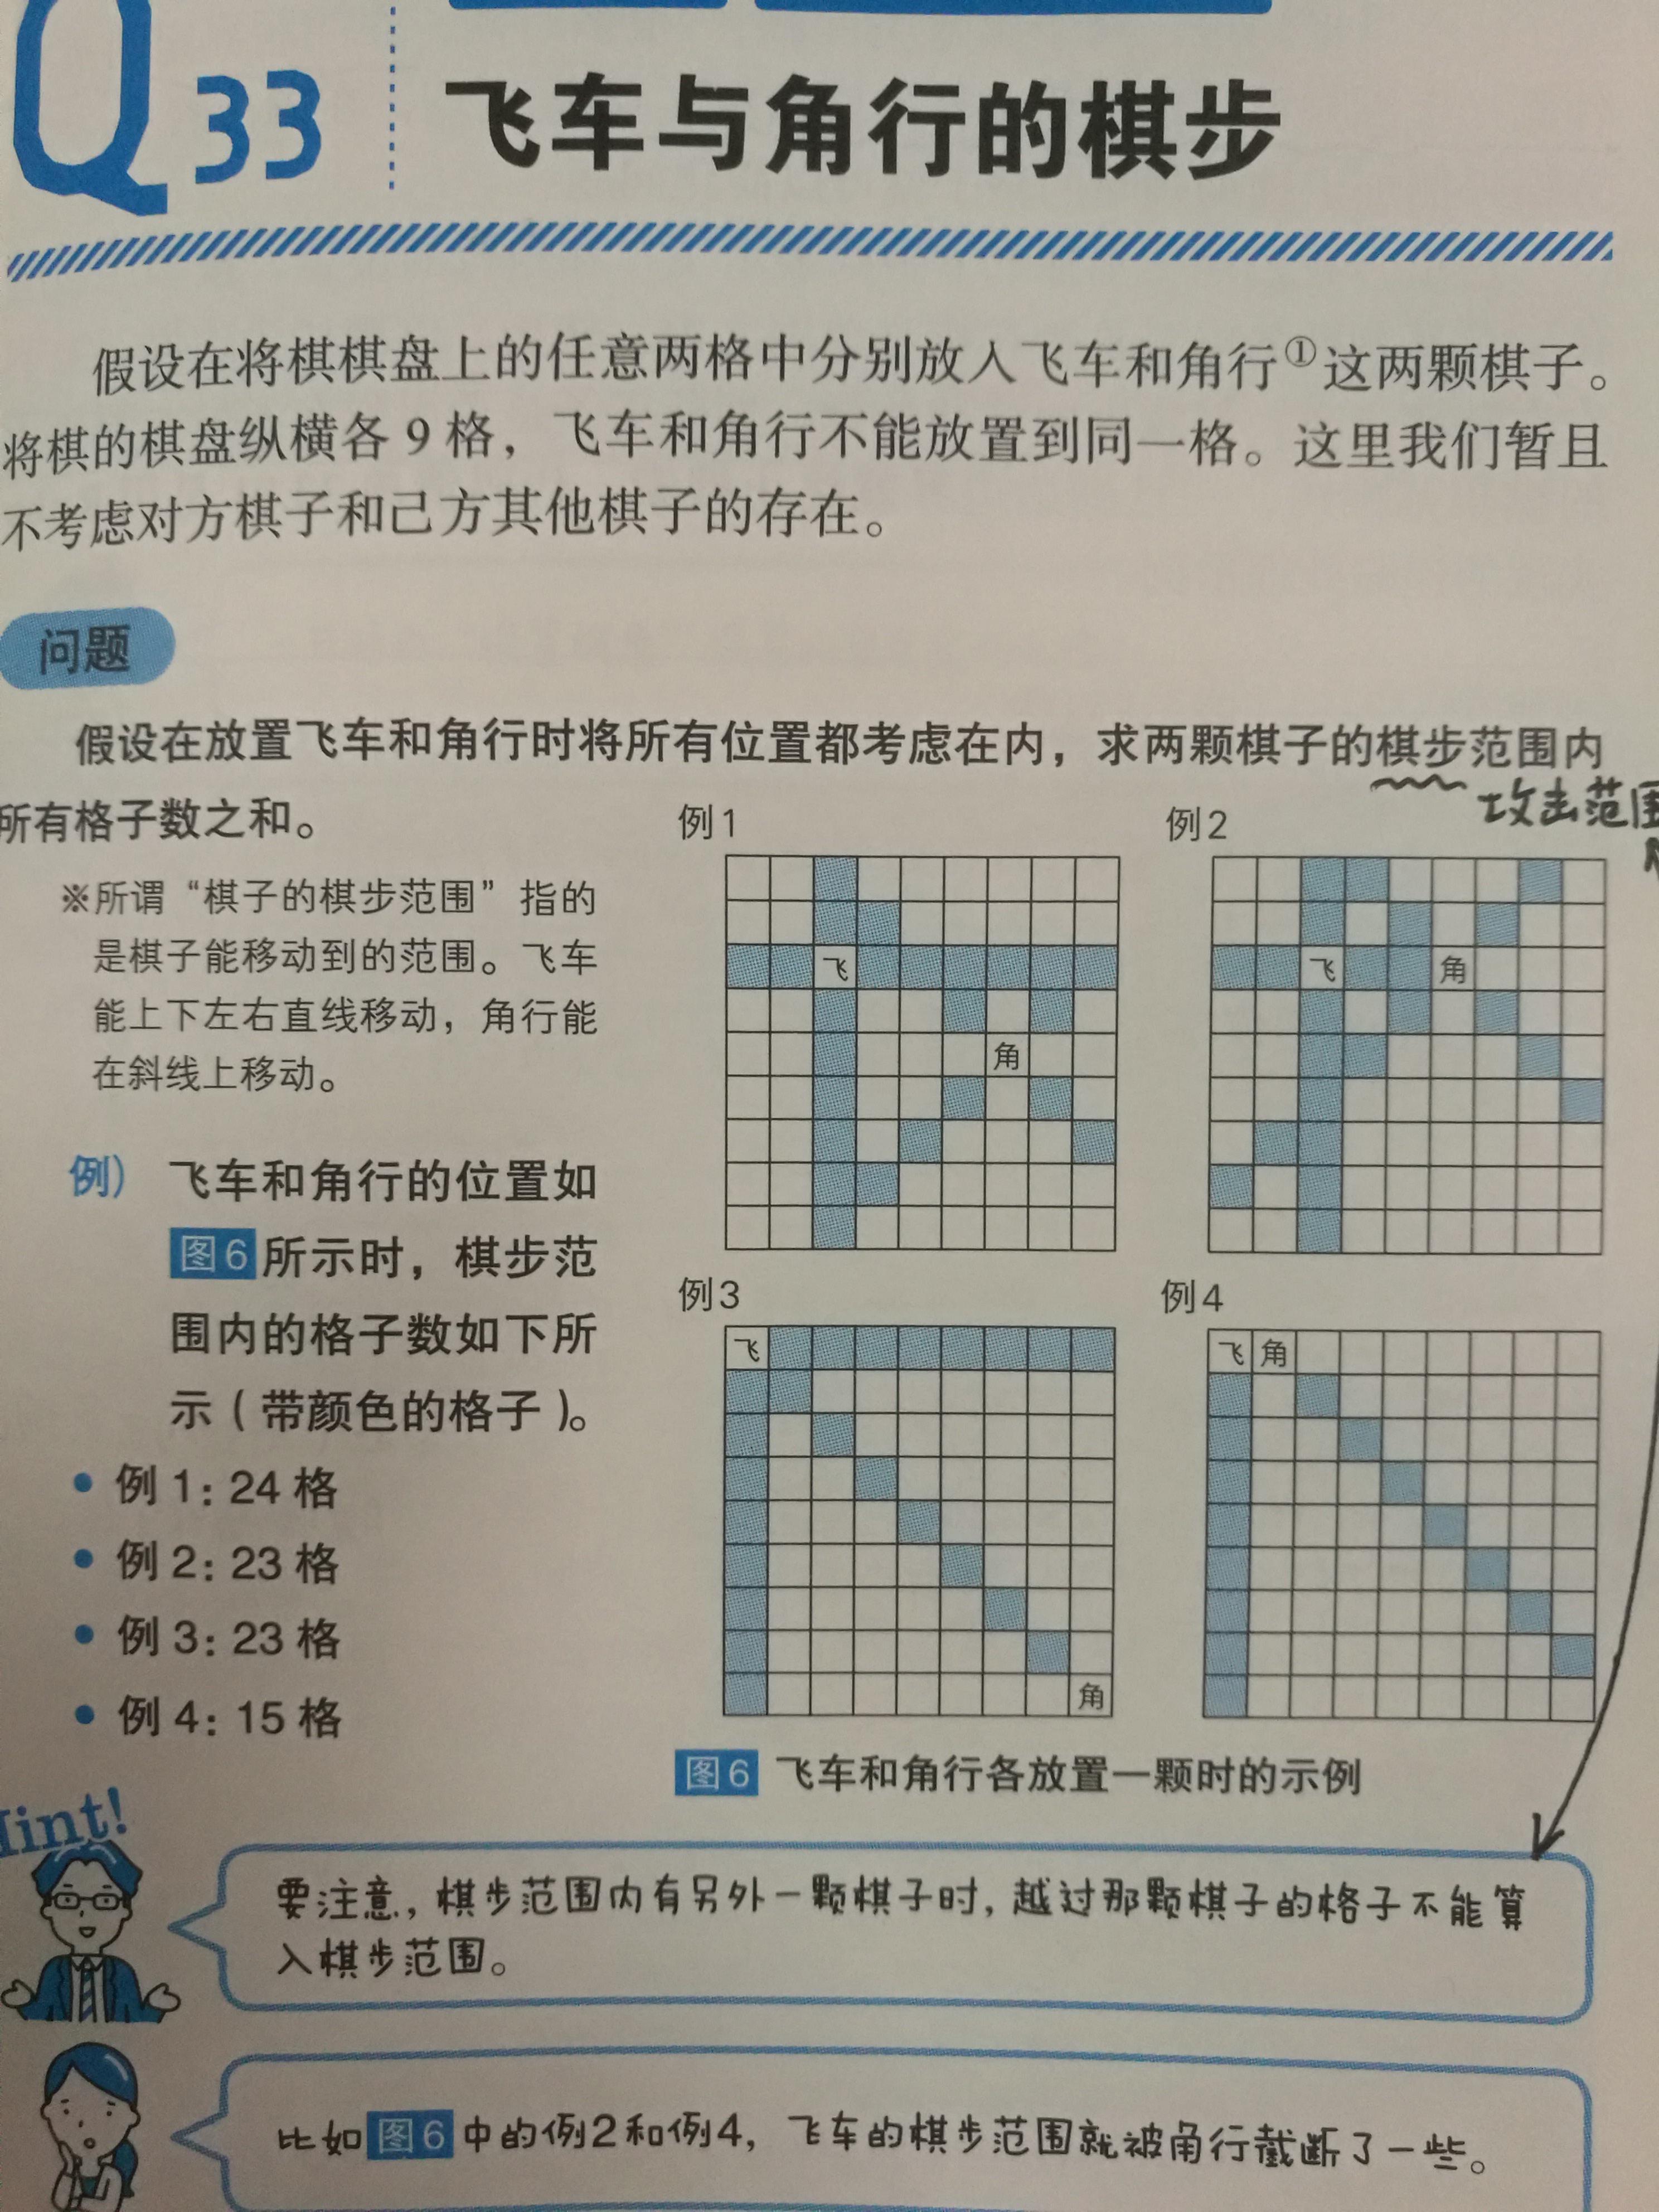 Q33
飞车与角行的棋步
假设在将棋棋盘上的任意两格中分别放入飞车和角行①这两颗棋子。
将棋的棋盘纵横各9格，飞车和角行不能放置到同一格。这里我们暂且
不考虑对方棋子和己方其他棋子的存在。
问题
假设在放置飞车和角行时将所有位置都考虑在内，求两颗棋子的棋步范围内
所有格子数之和。
攻击范围
※所谓“棋子的棋步范围”指的
是棋子能移动到的范围。飞车
能上下左右直线移动，角行能
在斜线上移动。
例）飞车和角行的位置如
图6所示时，棋步范
围内的格子数如下所
示（带颜色的格子）。
• 例1：24格
• 例2：23格
• 例3：23格
• 例4：15格
例1
飞
角
例2
飞 角
例3
飞
角
例4
飞 角
图6 飞车和角行各放置一颗时的示例
Hint!
要注意，棋步范围内有另外一颗棋子时，越过那颗棋子的格子不能算
入棋步范围。
比如图6中的例2和例4，飞车的棋步范围就被角行截断了一些。